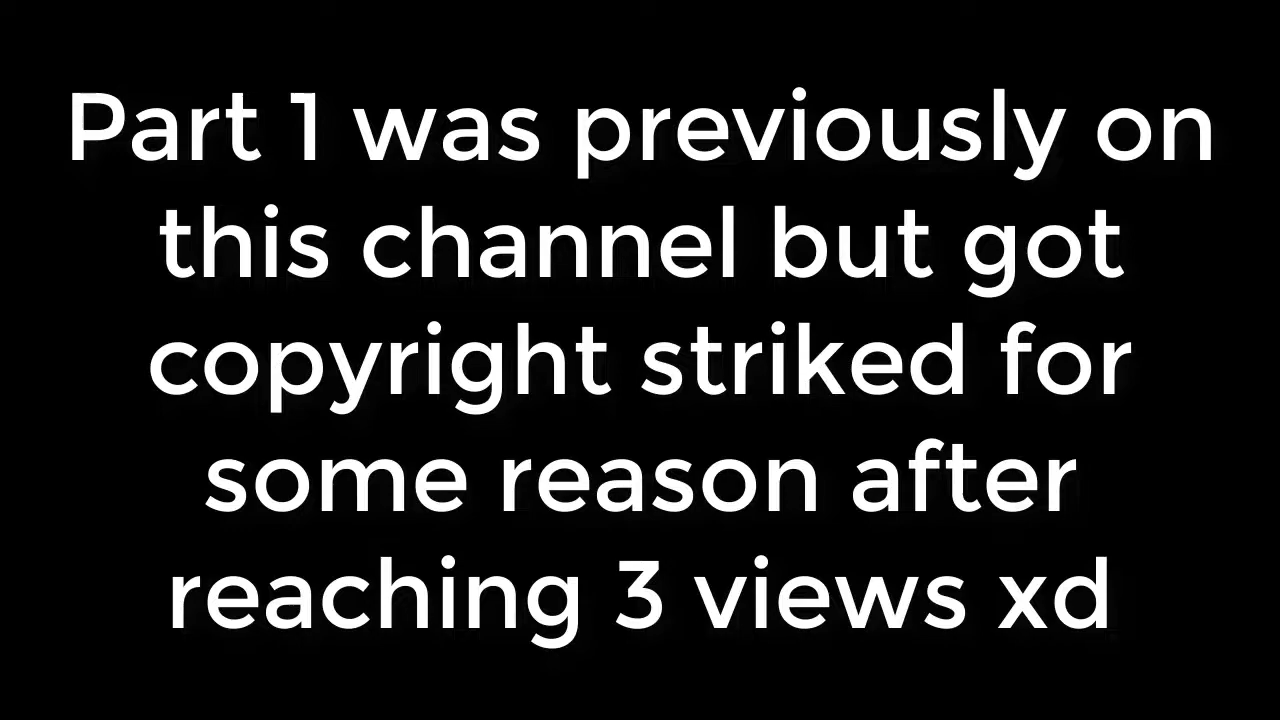 Part 1 was previously on
this channel but got
copyright striked for
some reason after
reaching 3 views xd